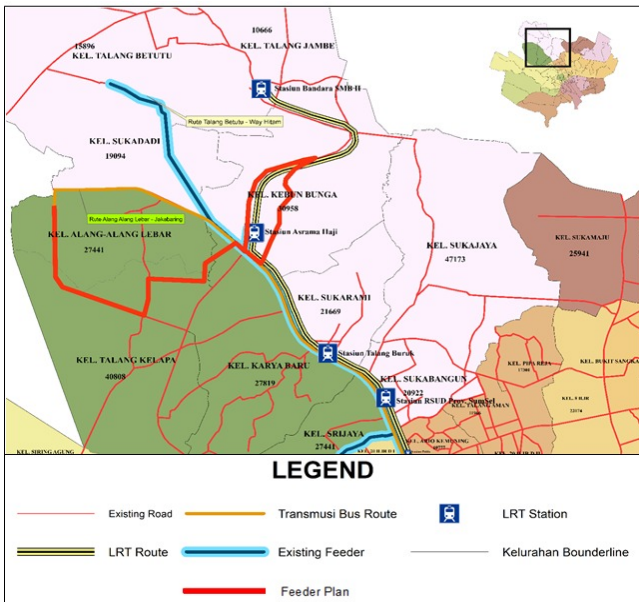 10666
KEL. TALANG JAMBE
15896
KEL. TALANG BETUTU
Stasiun Bandara SMB II
Rute Talang Betutu - Way Hitam
KEL. SUKADADI
19094
KEL. KEBUN BUNGA
Rute Alang Alang Lebar - Jakabaring
KEL. ALANG-ALANG LEBAR
27441
Stasiun Asrama Haji
KEL. SUKAJAYA
47173
KEL. SUKAMAJU
25941
KEL. SUKARAMI
21669
KEL. TALANG KELAPA
40808
KEL. KARYA BARU
27819
Stasiun Talang Buruk
KEL. SUKABANGUN
20922
Stasiun RSUD Prov. SumSel
KEL. SRIJAYA
27441
KEL. SIRING AGUNG
LEGEND
Existing Road
Transmusi Bus Route
LRT Station
LRT Route
Existing Feeder
Kelurahan Bounderline
Feeder Plan